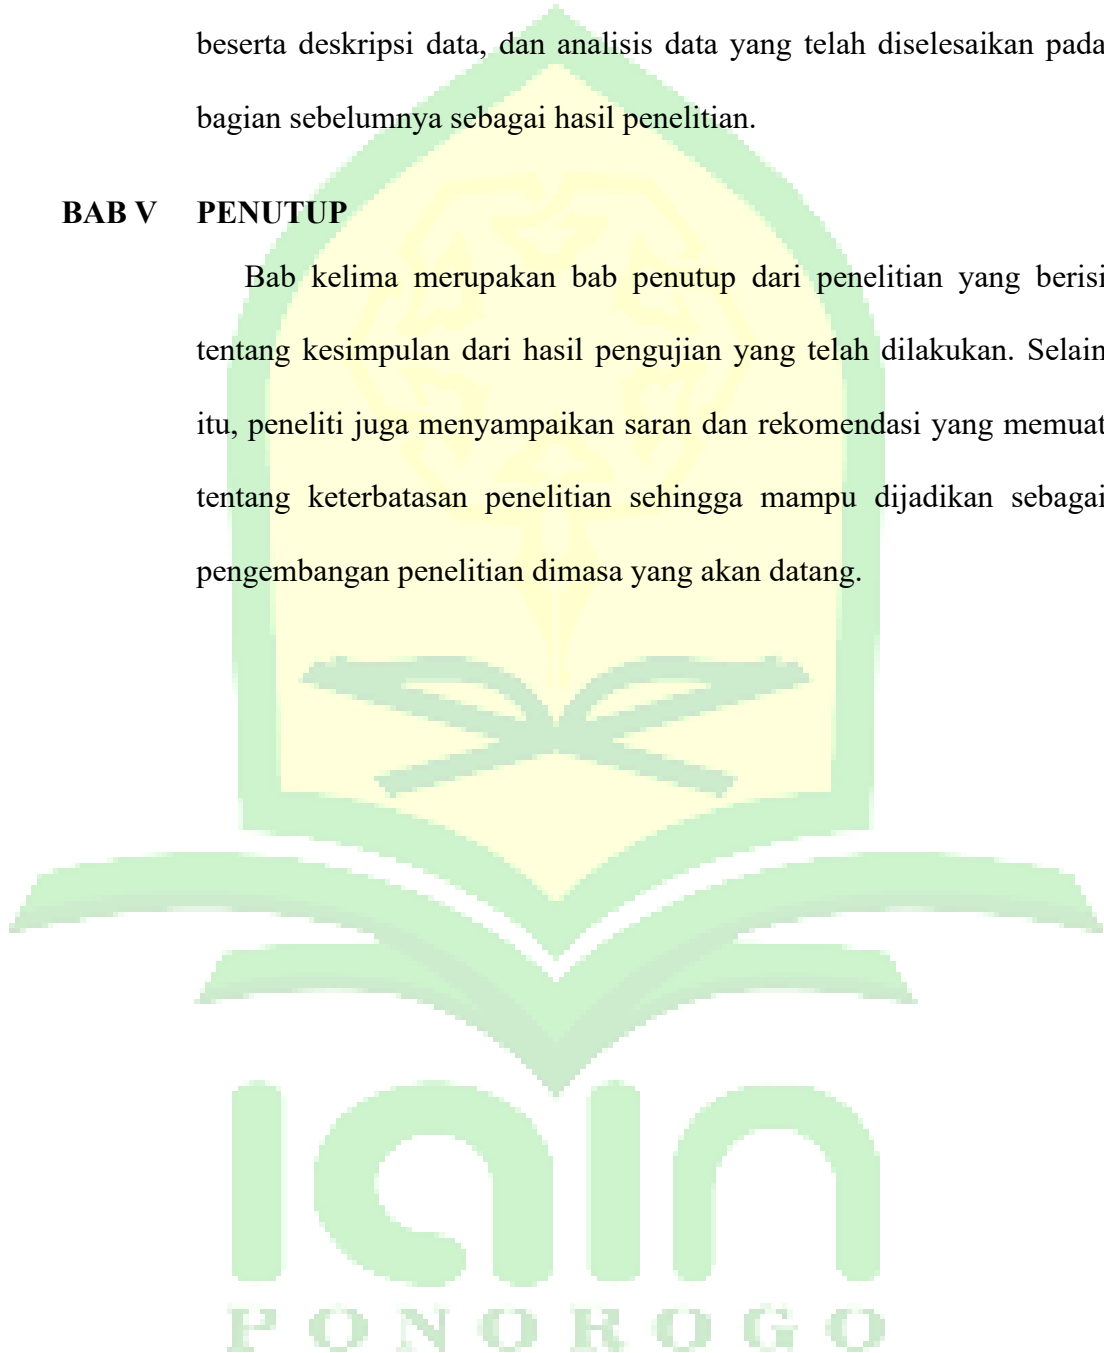 beserta deskripsi data, dan analisis data yang telah diselesaikan pada
bagian sebelumnya sebagai hasil penelitian.
BAB V PENUTUP
Bab kelima merupakan bab penutup dari penelitian yang berisi
tentang kesimpulan dari hasil pengujian yang telah dilakukan. Selain
itu, peneliti juga menyampaikan saran dan rekomendasi yang memuat
tentang keterbatasan penelitian sehingga mampu dijadikan sebagai
pengembangan penelitian dimasa yang akan datang.
iain
PONOROGO